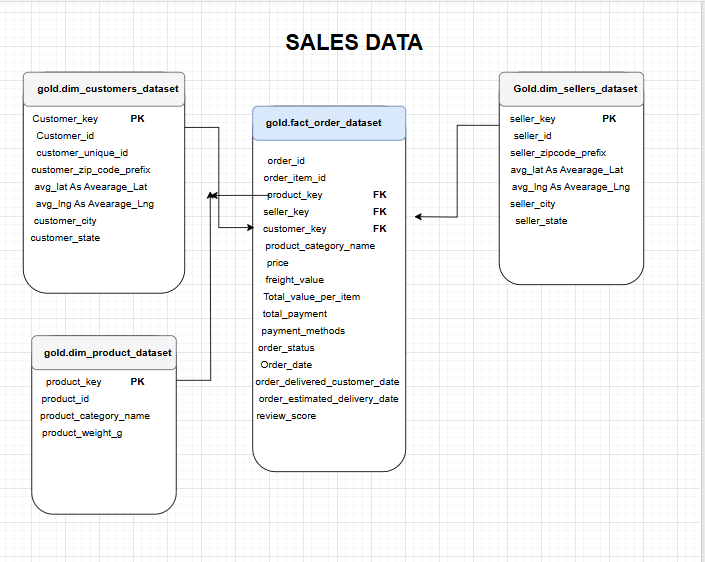 SALES DATA
gold.dim_customers_dataset
Customer_key PK
Customer_id
customer_unique_id
customer_zip_code_prefix
avg_lat As Avearage_Lat
avg_lng As Avearage_Lng
customer_city
customer_state
gold.dim_product_dataset
product_key PK
product_id
product_category_name
product_weight_g
gold.fact_order_dataset
order_id
order_item_id
product_key FK
seller_key FK
customer_key FK
product_category_name
price
freight_value
Total_value_per_item
total_payment
payment_methods
order_status
Order_date
order_delivered_customer_date
order_estimated_delivery_date
review_score
Gold.dim_sellers_dataset
seller_key PK
seller_id
seller_zipcode_prefix
avg_lat As Avearage_Lat
avg_lng As Avearage_Lng
seller_city
seller_state